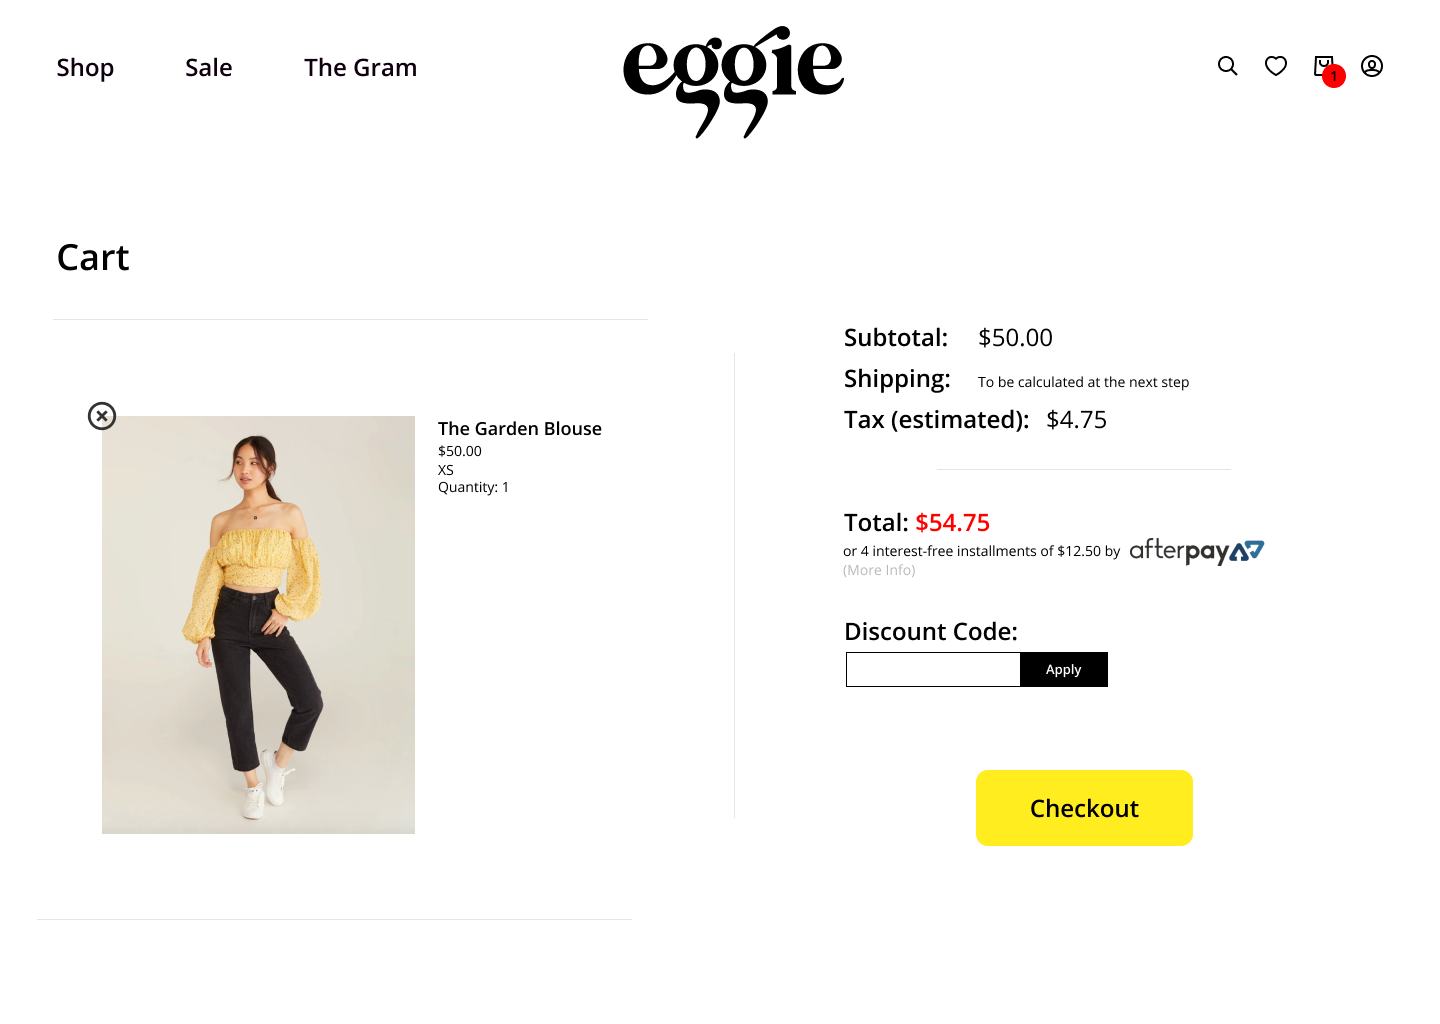 Shop Sale The Gram eggie 1
Cart
Subtotal: $50.00
Shipping: To be calculated at the next step
Tax (estimated): $4.75
The Garden Blouse
$50.00
XS
Quantity: 1
Total: $54.75
or 4 interest-free installments of $12.50 by afterpay
(More Info)
Discount Code:
Apply
Checkout